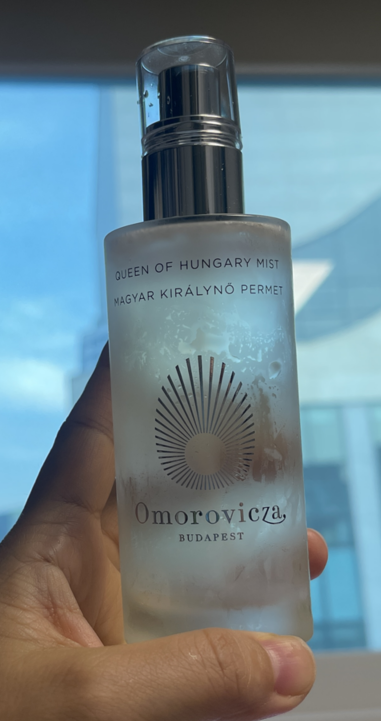 QUEEN OF HUNGARY MIST
MAGYAR KIRÁLYNŐ PERMET
Omorovicza
BUDAPEST